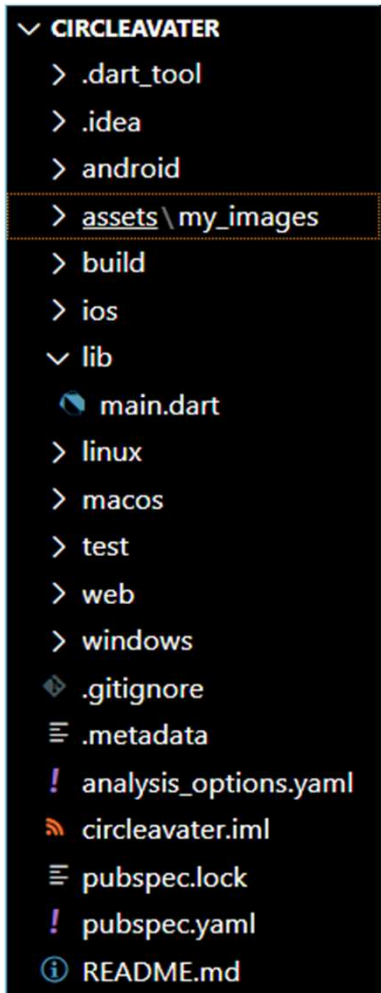 CIRCLEAVATER
.dart_tool
.idea
android
assets\my_images
build
ios
lib
main.dart
linux
macos
test
web
windows
.gitignore
.metadata
analysis_options.yaml
circleavater.iml
pubspec.lock
pubspec.yaml
README.md